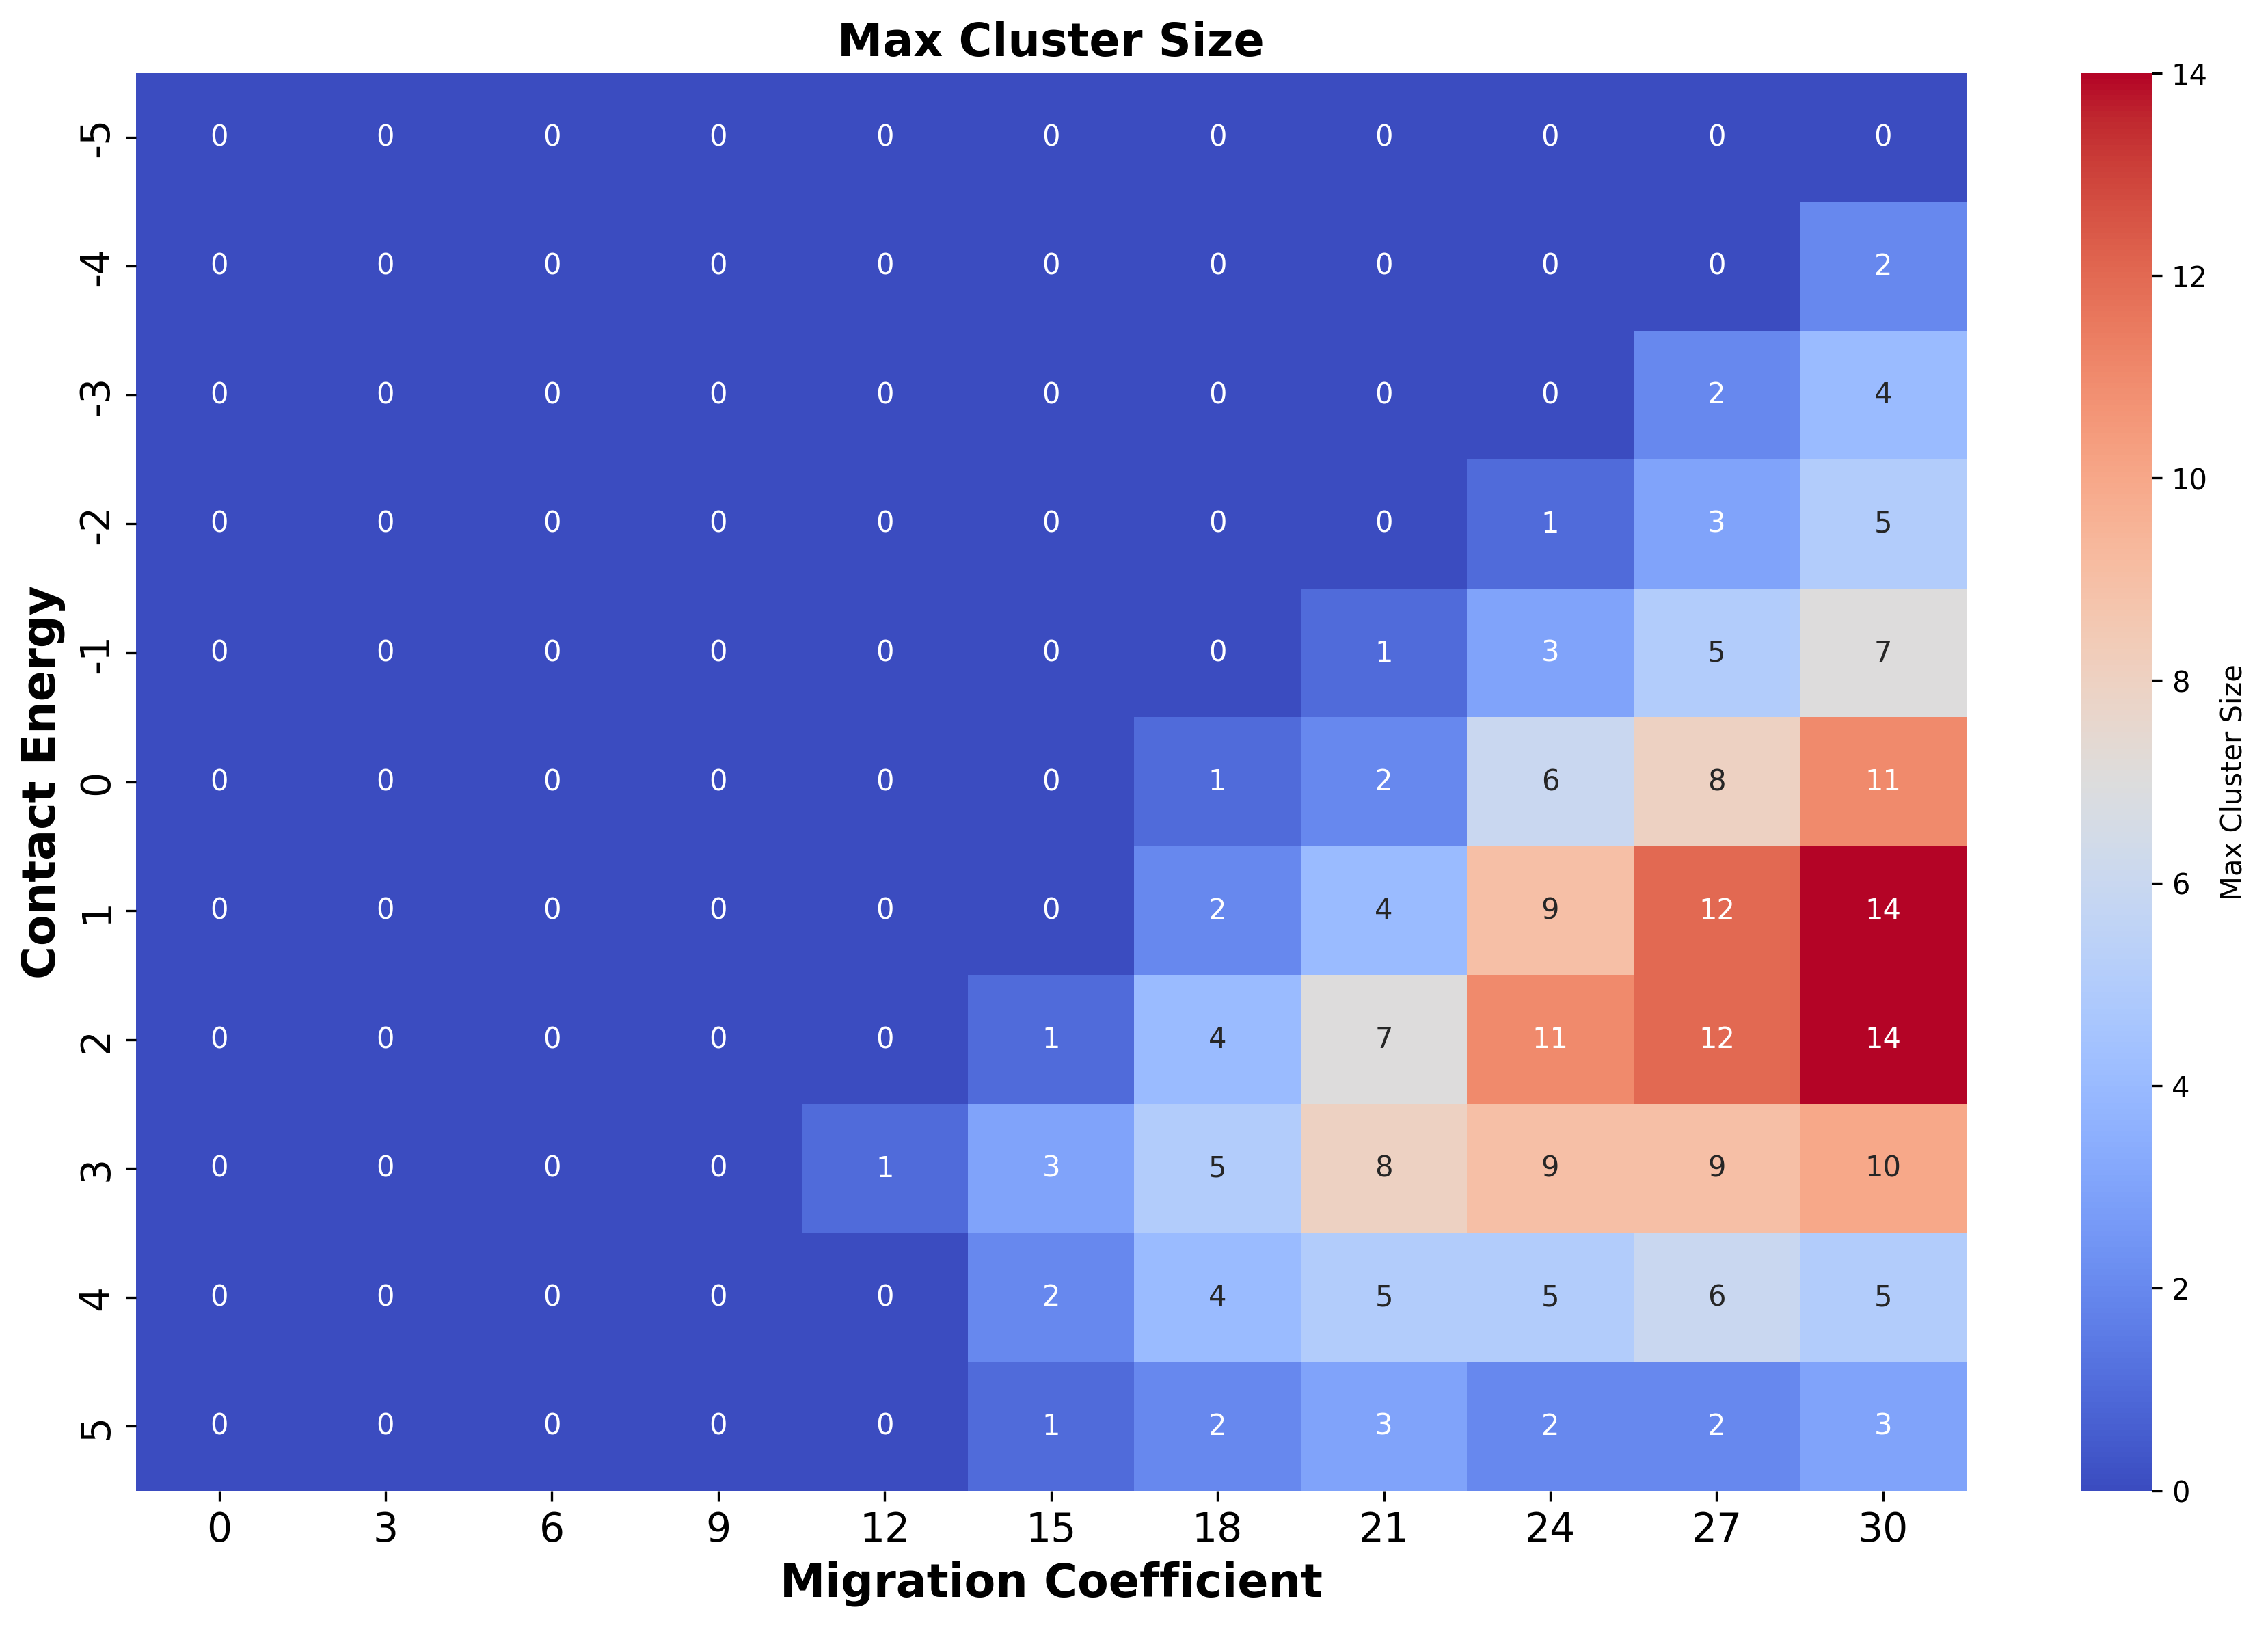 Max Cluster Size
-5 0 0 0 0 0 0 0 0 0 0 0
-4 0 0 0 0 0 0 0 0 0 0 2
-3 0 0 0 0 0 0 0 0 0 2 4
-2 0 0 0 0 0 0 0 0 1 3 5
-1 0 0 0 0 0 0 0 1 3 5 7
0 0 0 0 0 0 0 1 2 6 8 11
1 0 0 0 0 0 0 2 4 9 12 14
2 0 0 0 0 0 1 4 7 11 12 14
3 0 0 0 0 1 3 5 8 9 9 10
4 0 0 0 0 0 2 4 5 5 6 5
5 0 0 0 0 0 1 2 3 2 2 3
0 3 6 9 12 15 18 21 24 27 30
Migration Coefficient
Contact Energy
14
12
10
8
6
4
2
0
Max Cluster Size